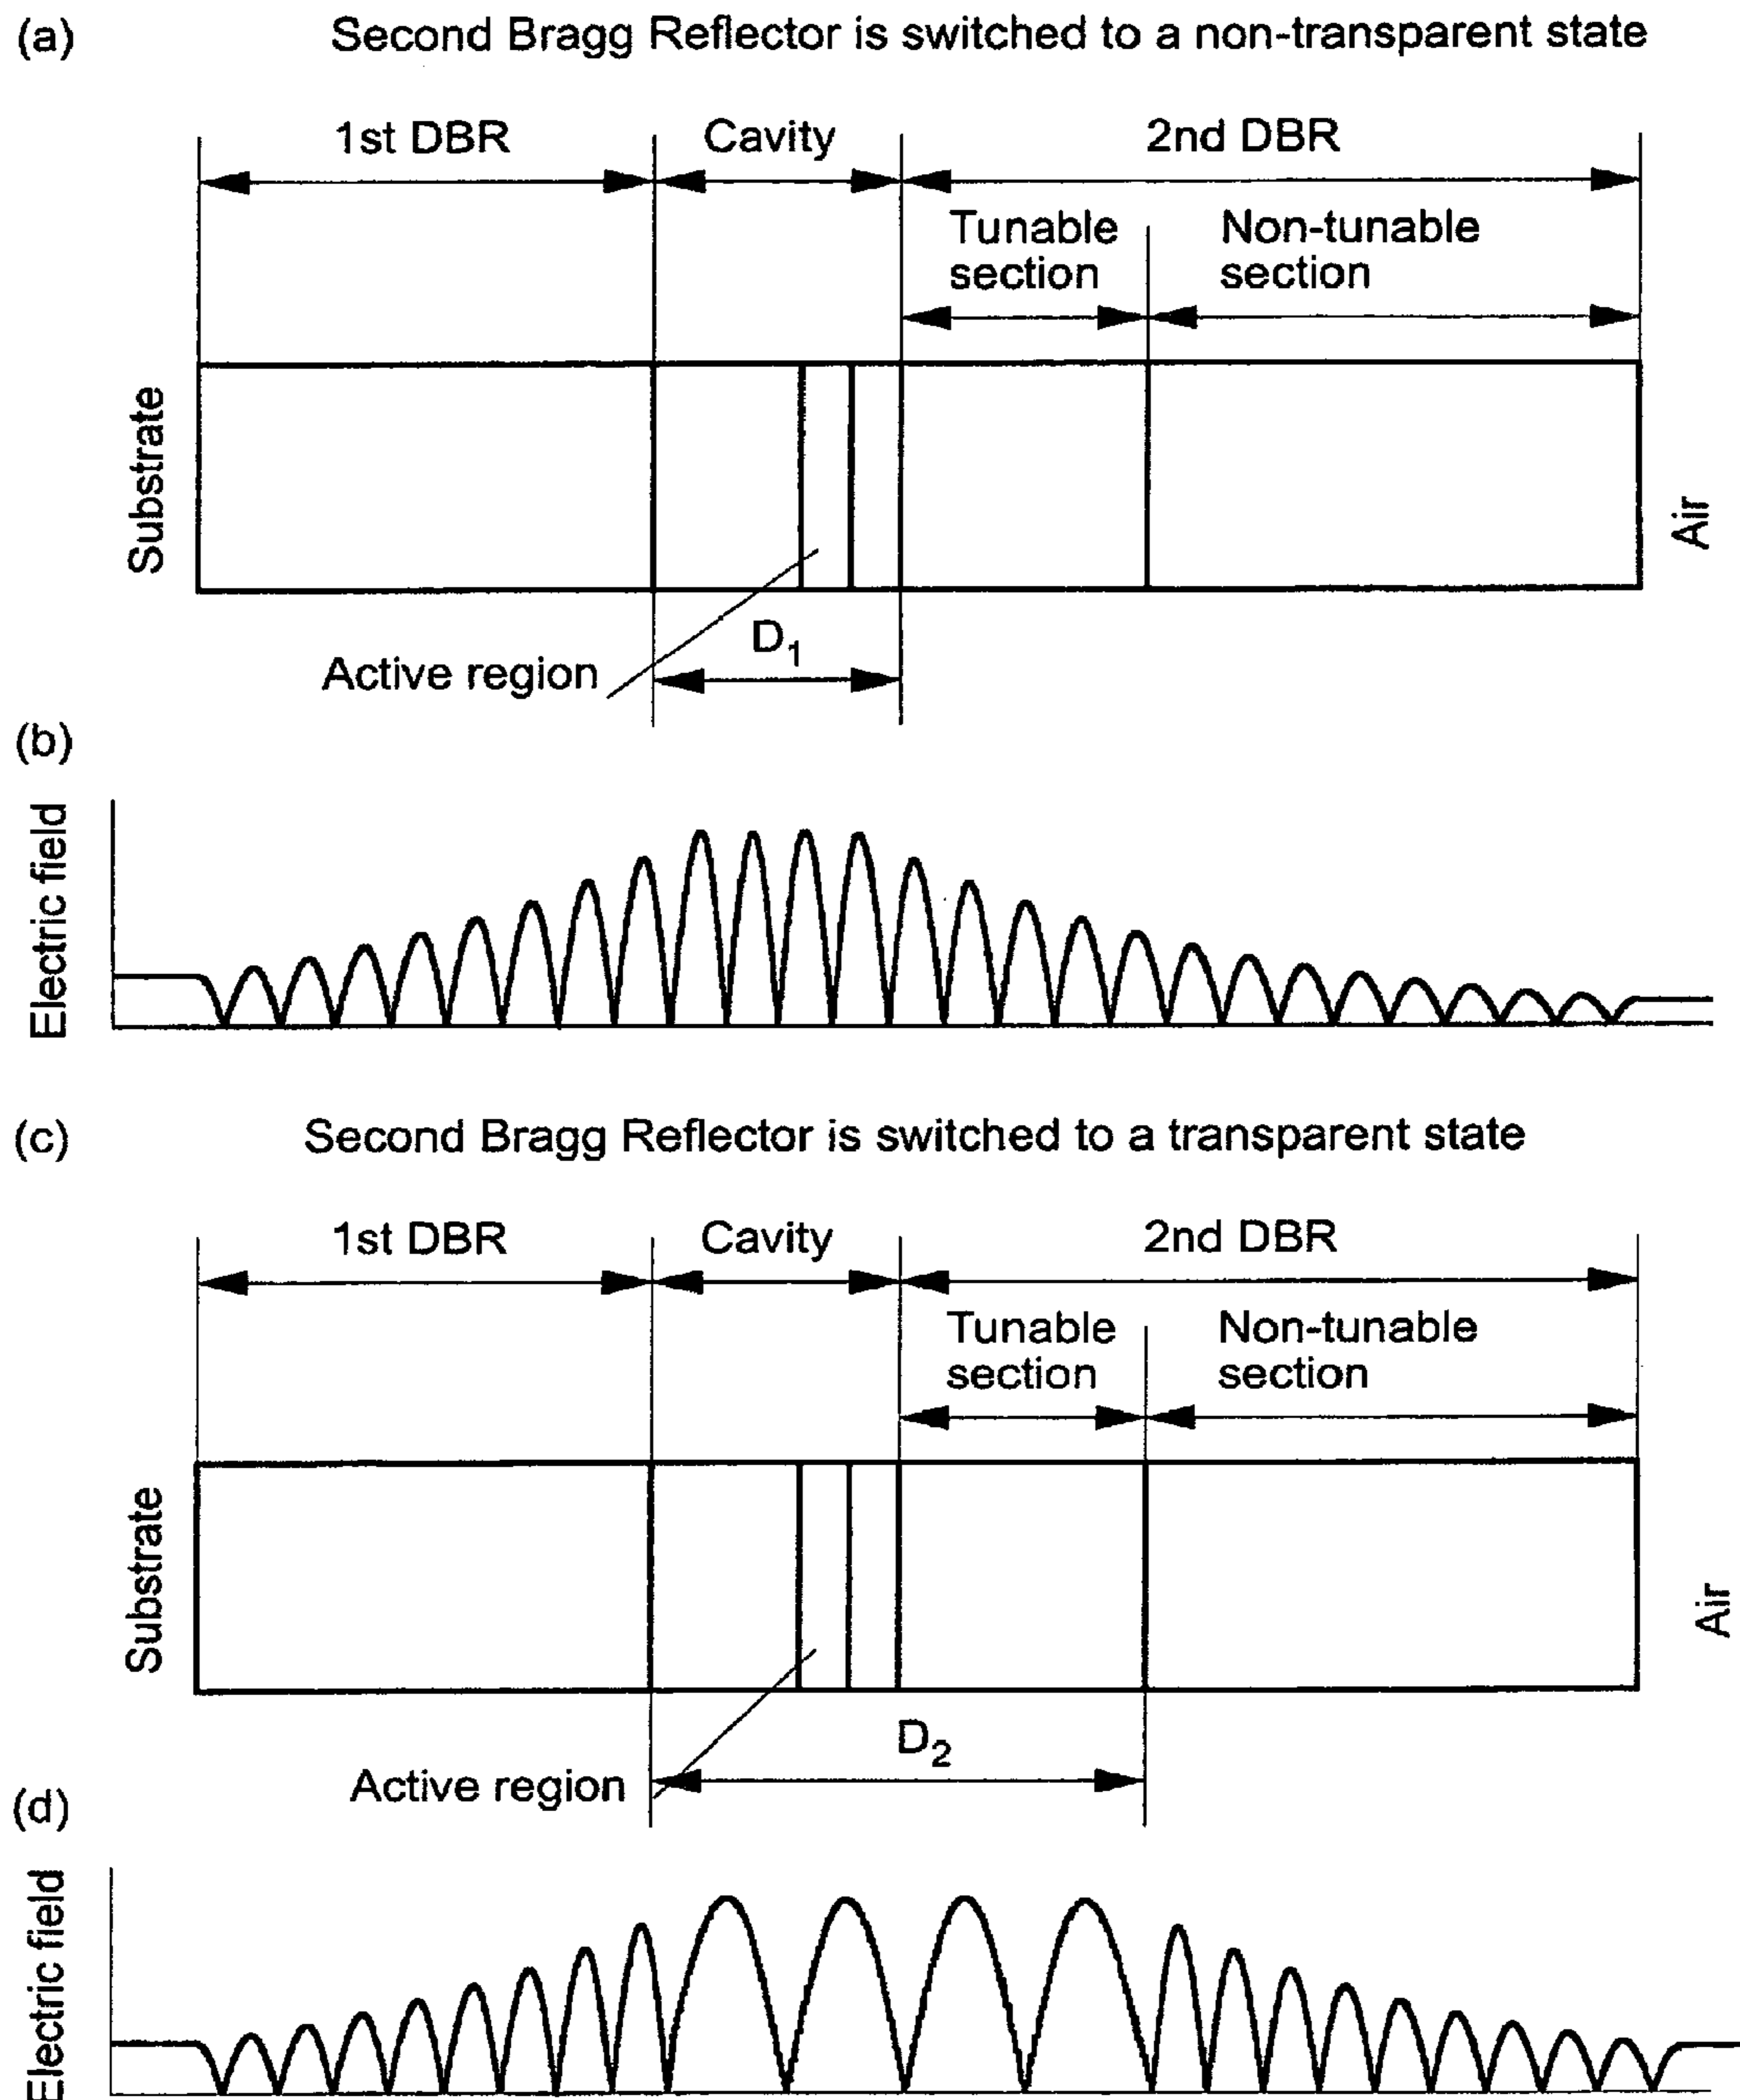 (a) Second Bragg Reflector is switched to a non-transparent state
1st DBR Cavity 2nd DBR
Tunable section Non-tunable section
Substrate
Air
D1
Active region
(b)
Electric field
(c) Second Bragg Reflector is switched to a transparent state
1st DBR Cavity 2nd DBR
Tunable section Non-tunable section
Substrate
Air
D2
Active region
(d)
Electric field